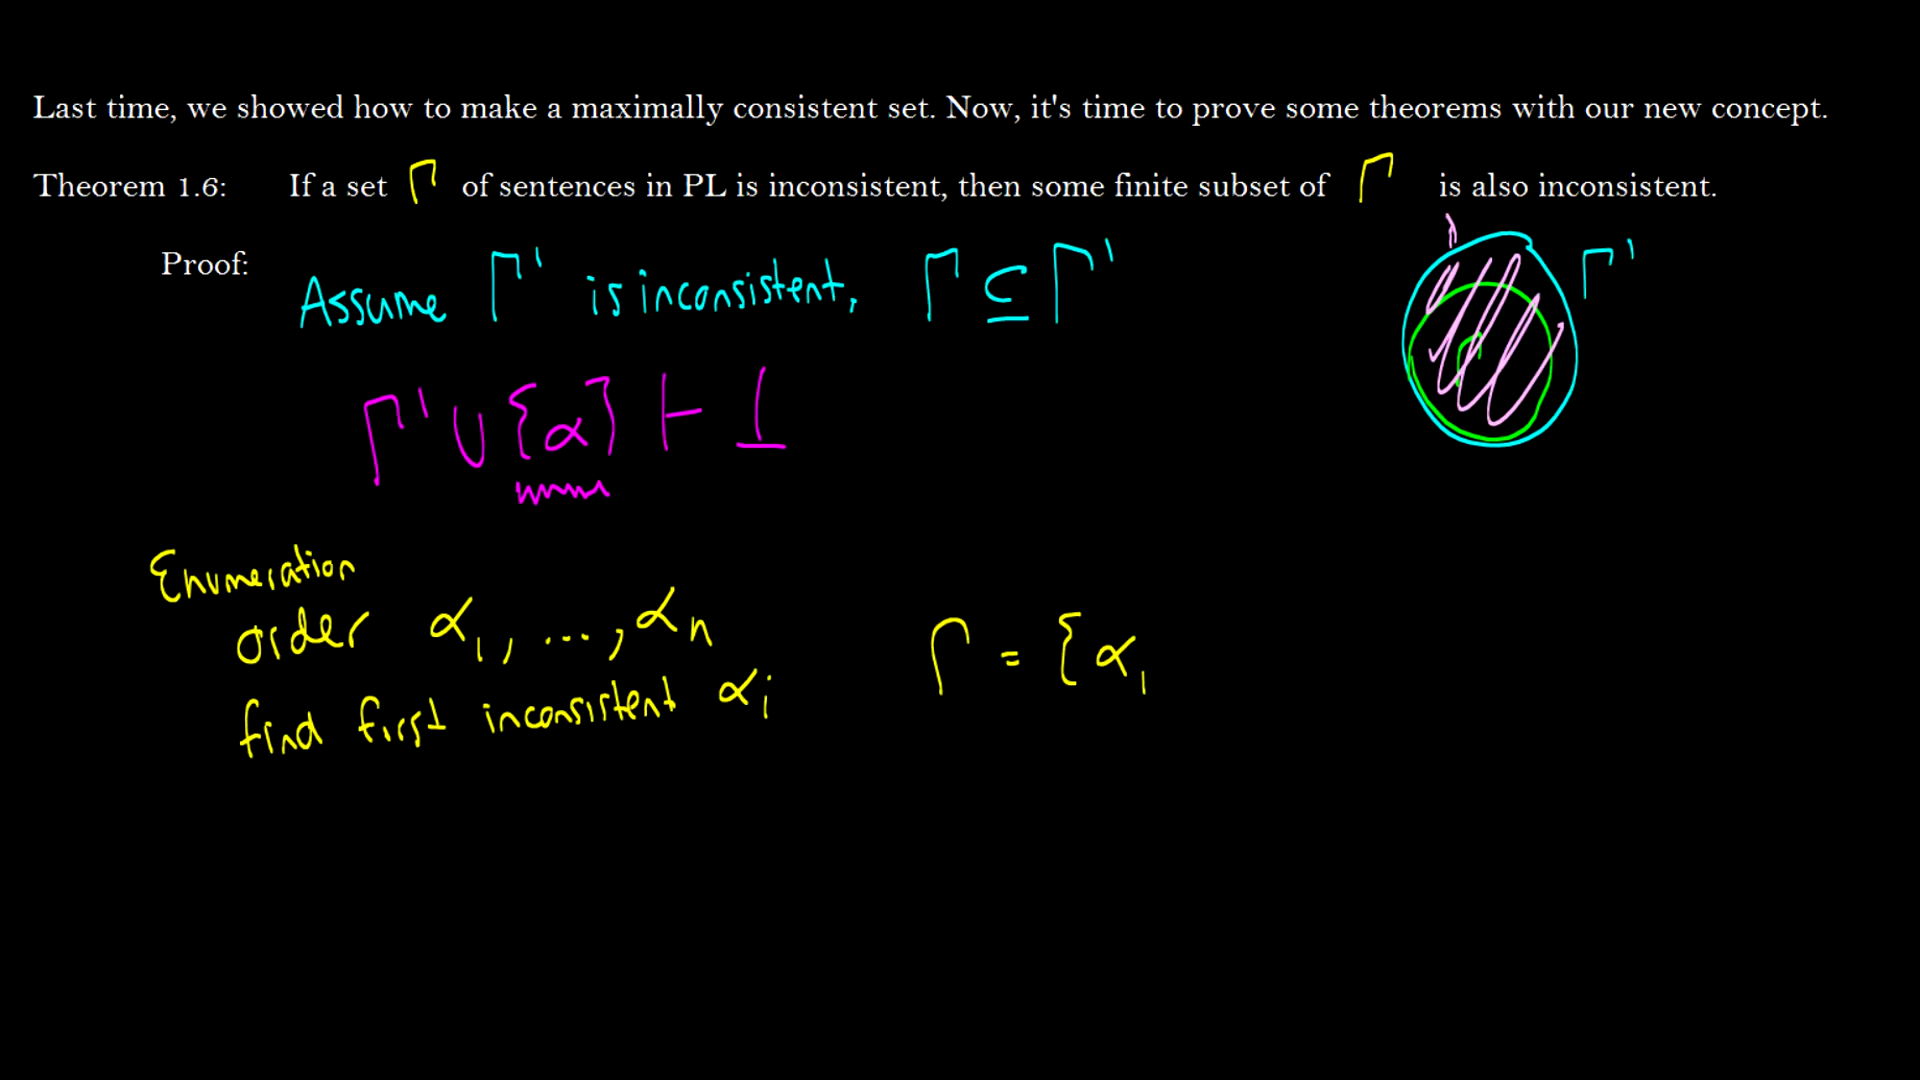 Last time, we showed how to make a maximally consistent set. Now, it's time to prove some theorems with our new concept.
Theorem 1.6: If a set Γ of sentences in PL is inconsistent, then some finite subset of Γ is also inconsistent.
Proof: Assume Γ' is inconsistent, Γ ⊆ Γ'
Γ'
Γ
Γ' ∪ {α} ⊢ ⊥
Enumeration
order α₁, ..., αₙ
Γ = {α₁
find first inconsistent αᵢ